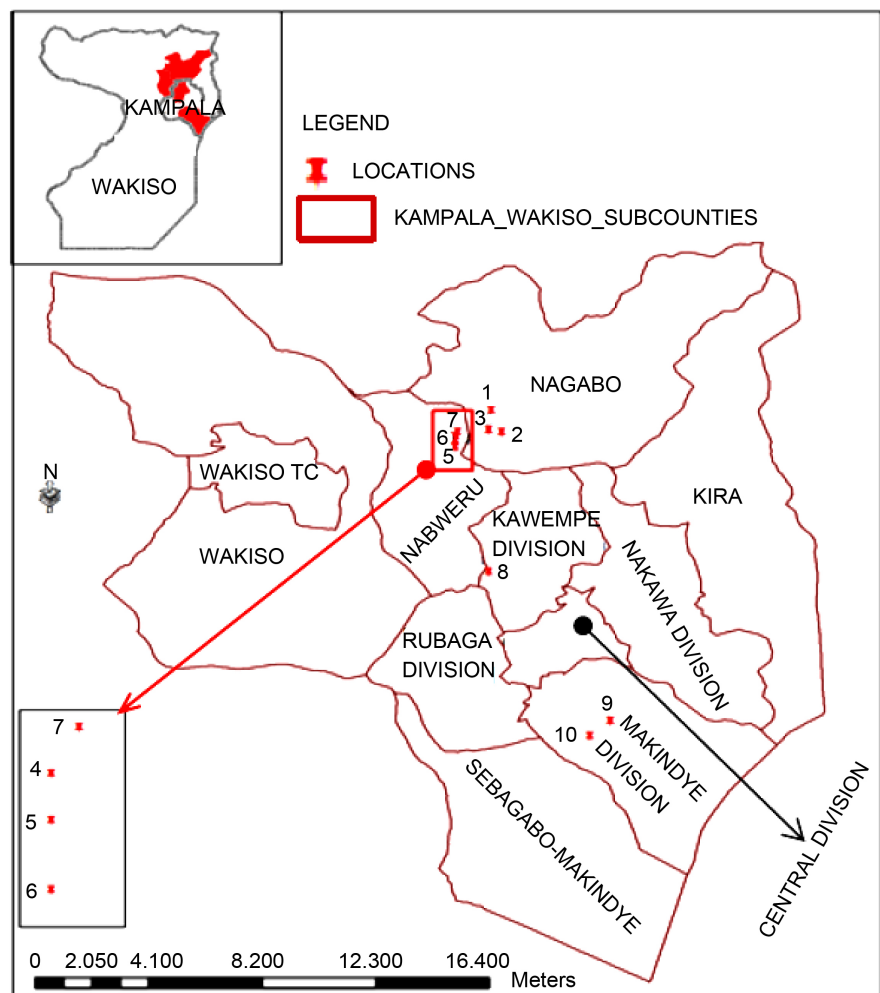 KAMPALA
WAKISO
LEGEND
LOCATIONS
KAMPALA_WAKISO_SUBCOUNTIES
NAGABO
1
3
2
7
6
5
WAKISO TC
N
KIRA
WAKISO
NABWERU
KAWEMPE
DIVISION
NAKAWA DIVISION
8
RUBAGA
DIVISION
9
10
MAKINDYE
DIVISION
SEBAGABO-MAKINDYE
CENTRAL DIVISION
7
4
5
6
0 2.050 4.100 8.200 12.300 16.400
Meters